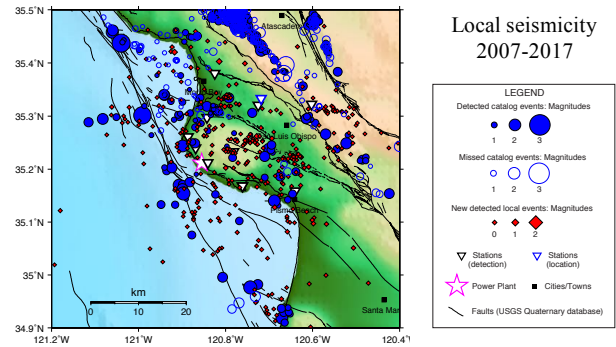 Local seismicity
2007-2017
35.5˚N
35.4˚N
35.3˚N
35.2˚N
35.1˚N
35˚N
34.9˚N
121.2˚W
121˚W
120.8˚W
120.6˚W
120.4˚W
Atascadero
Bay
Luis Obispo
Pismo Beach
Santa Mar
km
0 10 20
LEGEND
Detected catalog events: Magnitudes
1 2 3
Missed catalog events: Magnitudes
1 2 3
New detected local events: Magnitudes
0 1 2
Stations (detection)
Stations (location)
Power Plant
Cities/Towns
Faults (USGS Quaternary database)